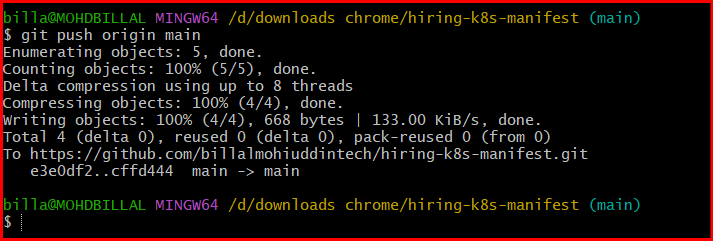 billa@MOHDBILLAL MINGW64 /d/downloads chrome/hiring-k8s-manifest (main)
$ git push origin main
Enumerating objects: 5, done.
Counting objects: 100% (5/5), done.
Delta compression using up to 8 threads
Compressing objects: 100% (4/4), done.
Writing objects: 100% (4/4), 668 bytes | 133.00 KiB/s, done.
Total 4 (delta 0), reused 0 (delta 0), pack-reused 0 (from 0)
To https://github.com/billalmohiuddintech/hiring-k8s-manifest.git
   e3e0df2..cffd444  main -> main
billa@MOHDBILLAL MINGW64 /d/downloads chrome/hiring-k8s-manifest (main)
$